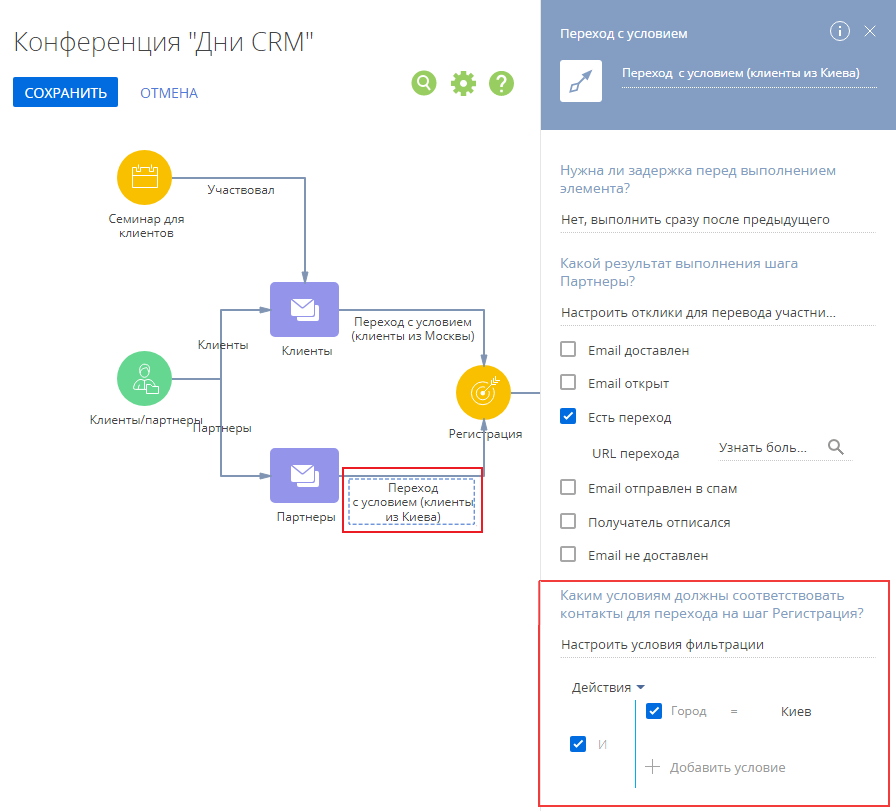 Конференция "Дни CRM"
СОХРАНИТЬ
ОТМЕНА
Участвовал
Семинар для
клиентов
Клиенты
Переход с условием
(клиенты из Москвы)
Клиенты
Клиенты/партнеры
Партнеры
Регистрация
Партнеры
Переход
с условием (клиенты
из Киева)
Переход с условием
Переход с условием (клиенты из Киева)
Нужна ли задержка перед выполнением
элемента?
Нет, выполнить сразу после предыдущего
Какой результат выполнения шага
Партнеры?
Настроить отклики для перевода участни...
Email доставлен
Email открыт
Есть переход
URL перехода
Узнать боль...
Email отправлен в спам
Получатель отписался
Email не доставлен
Каким условиям должны соответствовать
контакты для перехода на шаг Регистрация?
Настроить условия фильтрации
Действия
Город = Киев
И
Добавить условие